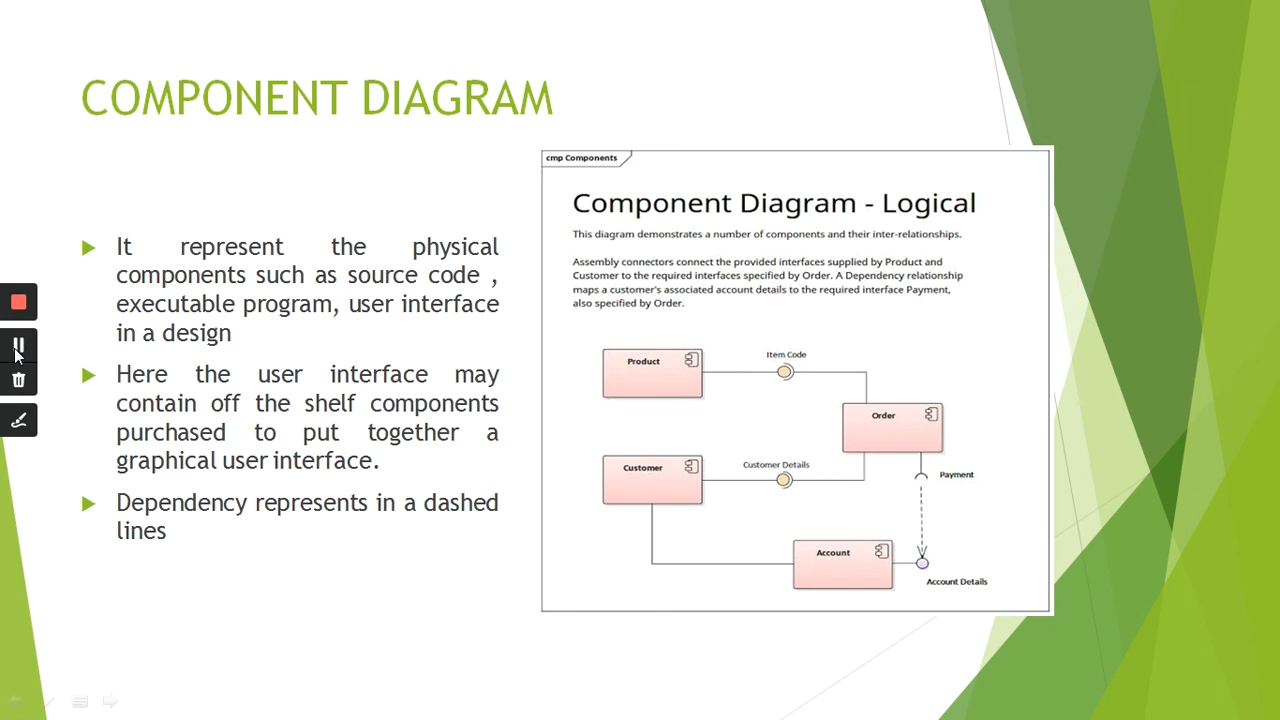 COMPONENT DIAGRAM
It represent the physical
components such as source code ,
executable program, user interface
in a design
Here the user interface may
contain off the shelf components
purchased to put together a
graphical user interface.
Dependency represents in a dashed
lines
cmp Components
Component Diagram - Logical
This diagram demonstrates a number of components and their inter-relationships.
Assembly connectors connect the provided interfaces supplied by Product and
Customer to the required interfaces specified by Order. A Dependency relationship
maps a customer's associated account details to the required interface Payment,
also specified by Order.
Item Code
Product
Order
Customer Details
Customer
Payment
Account
Account Details